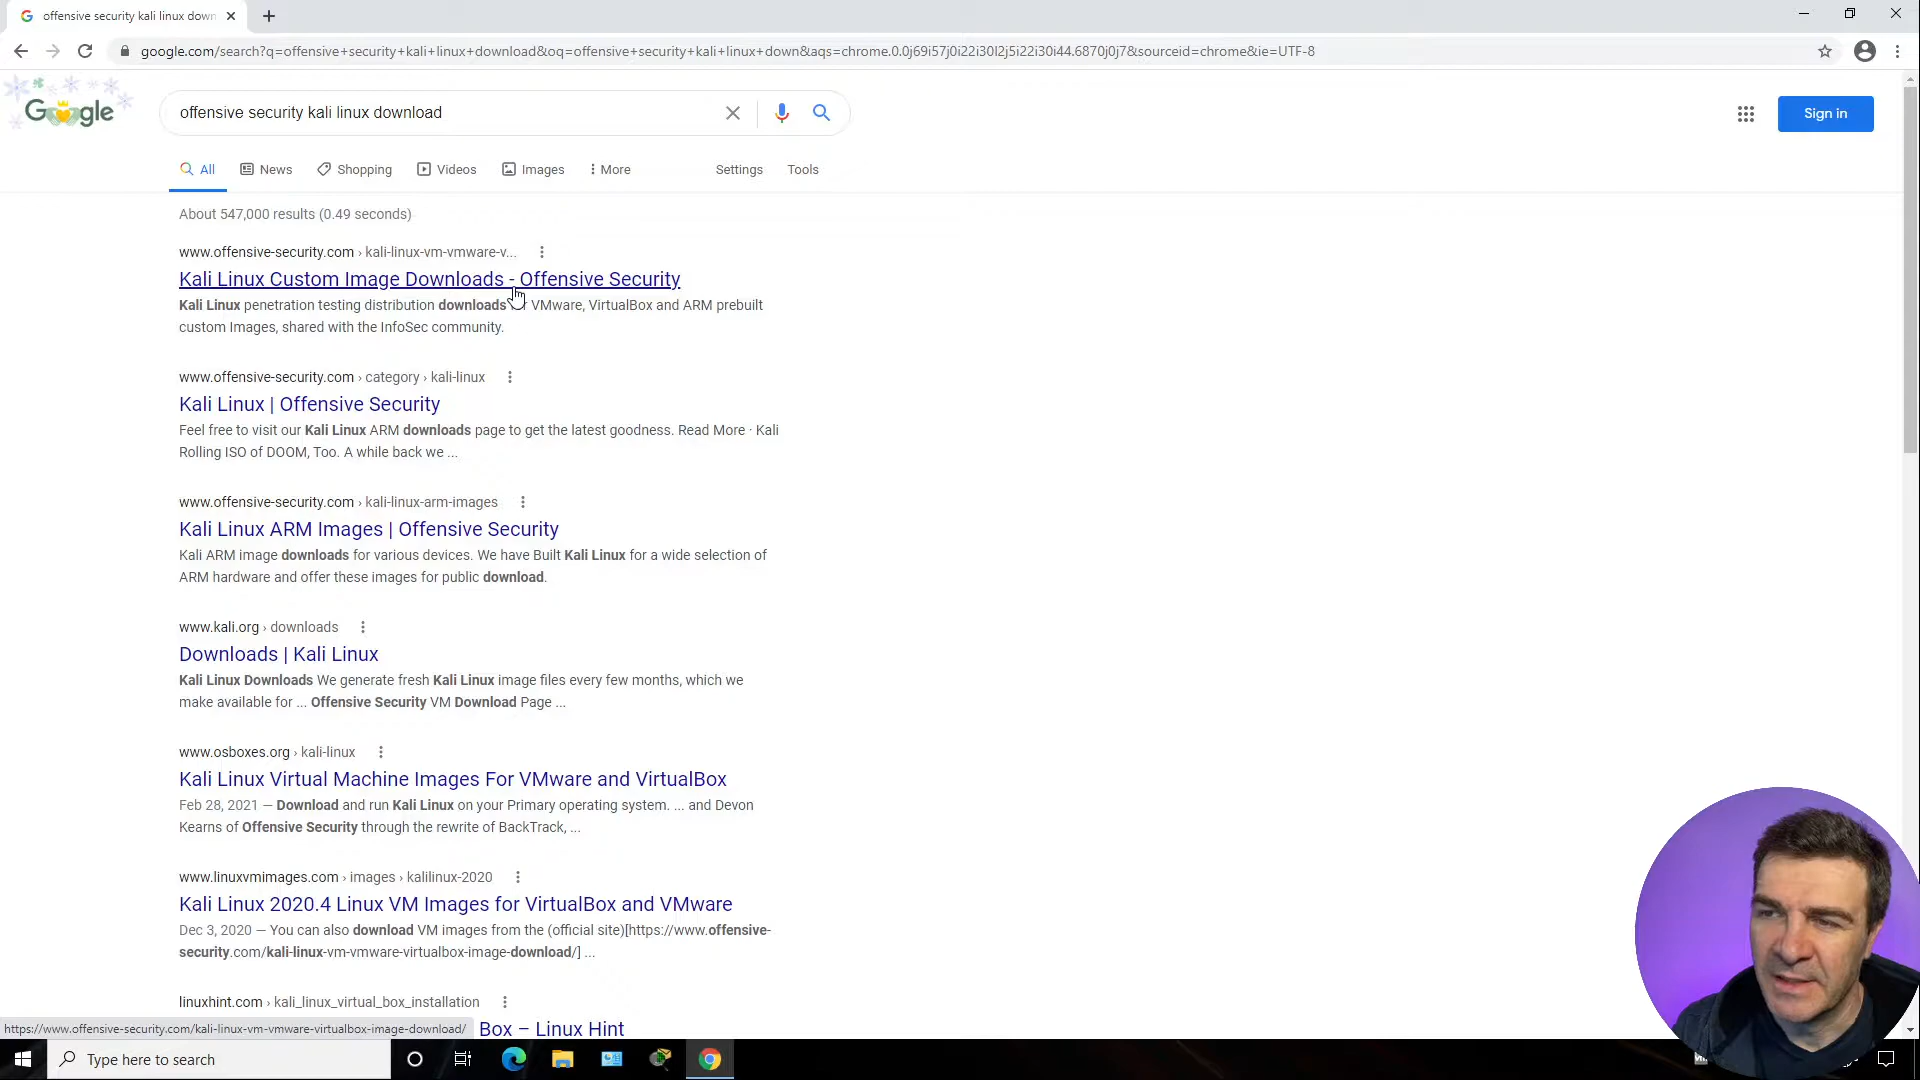 offensive security kali linux down
google.com/search?q=offensive+security+kali+linux+download&oq=offensive+security+kali+linux+down&aqs=chrome.0.0j69i57j0i22i30l2j5i22i30i44.6870j0j7&sourceid=chrome&ie=UTF-8
Google
offensive security kali linux download
Sign in
All
News
Shopping
Videos
Images
More
Settings
Tools
About 547,000 results (0.49 seconds)
www.offensive-security.com › kali-linux-vm-vmware-v...
Kali Linux Custom Image Downloads - Offensive Security
Kali Linux penetration testing distribution downloads VMware, VirtualBox and ARM prebuilt
custom Images, shared with the InfoSec community.
www.offensive-security.com › category › kali-linux
Kali Linux | Offensive Security
Feel free to visit our Kali Linux ARM downloads page to get the latest goodness. Read More · Kali
Rolling ISO of DOOM, Too. A while back we ...
www.offensive-security.com › kali-linux-arm-images
Kali Linux ARM Images | Offensive Security
Kali ARM image downloads for various devices. We have Built Kali Linux for a wide selection of
ARM hardware and offer these images for public download.
www.kali.org › downloads
Downloads | Kali Linux
Kali Linux Downloads We generate fresh Kali Linux image files every few months, which we
make available for ... Offensive Security VM Download Page ...
www.osboxes.org › kali-linux
Kali Linux Virtual Machine Images For VMware and VirtualBox
Feb 28, 2021 — Download and run Kali Linux on your Primary operating system. ... and Devon
Kearns of Offensive Security through the rewrite of BackTrack, ...
www.linuxvmimages.com › images › kalilinux-2020
Kali Linux 2020.4 Linux VM Images for VirtualBox and VMware
Dec 3, 2020 — You can also download VM images from the (official site)[https://www.offensive-
security.com/kali-linux-vm-vmware-virtualbox-image-download/] ...
linuxhint.com › kali_linux_virtual_box_installation
Box – Linux Hint
https://www.offensive-security.com/kali-linux-vm-vmware-virtualbox-image-download/
Type here to search